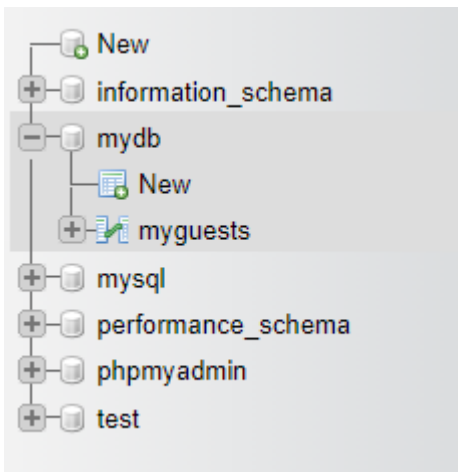 New
information_schema
mydb
New
myguests
mysql
performance_schema
phpmyadmin
test